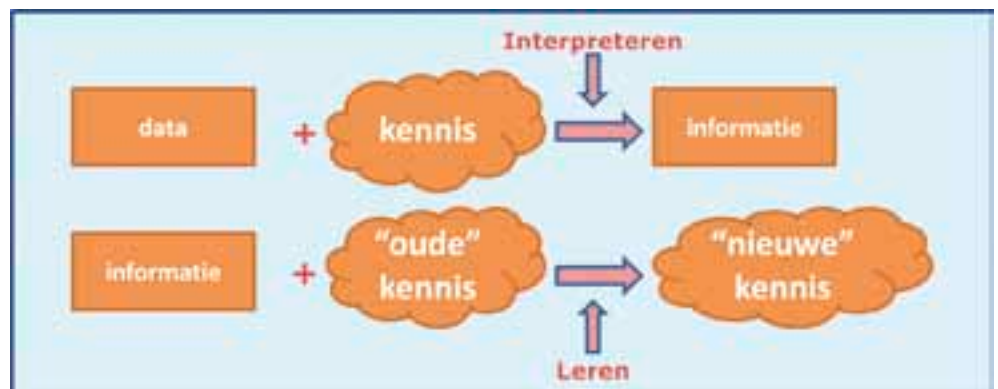 Interpreteren
data + kennis informatie
informatie + "oude" kennis "nieuwe" kennis
Leren